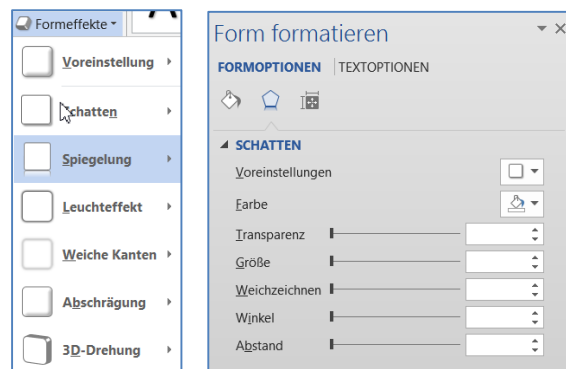 Formeffekte
Voreinstellung
Schatten
Spiegelung
Leuchteffekt
Weiche Kanten
Abschrägung
3D-Drehung
Form formatieren
FORMOPTIONEN TEXTOPTIONEN
SCHATTEN
Voreinstellungen
Farbe
Transparenz
Größe
Weichzeichnen
Winkel
Abstand